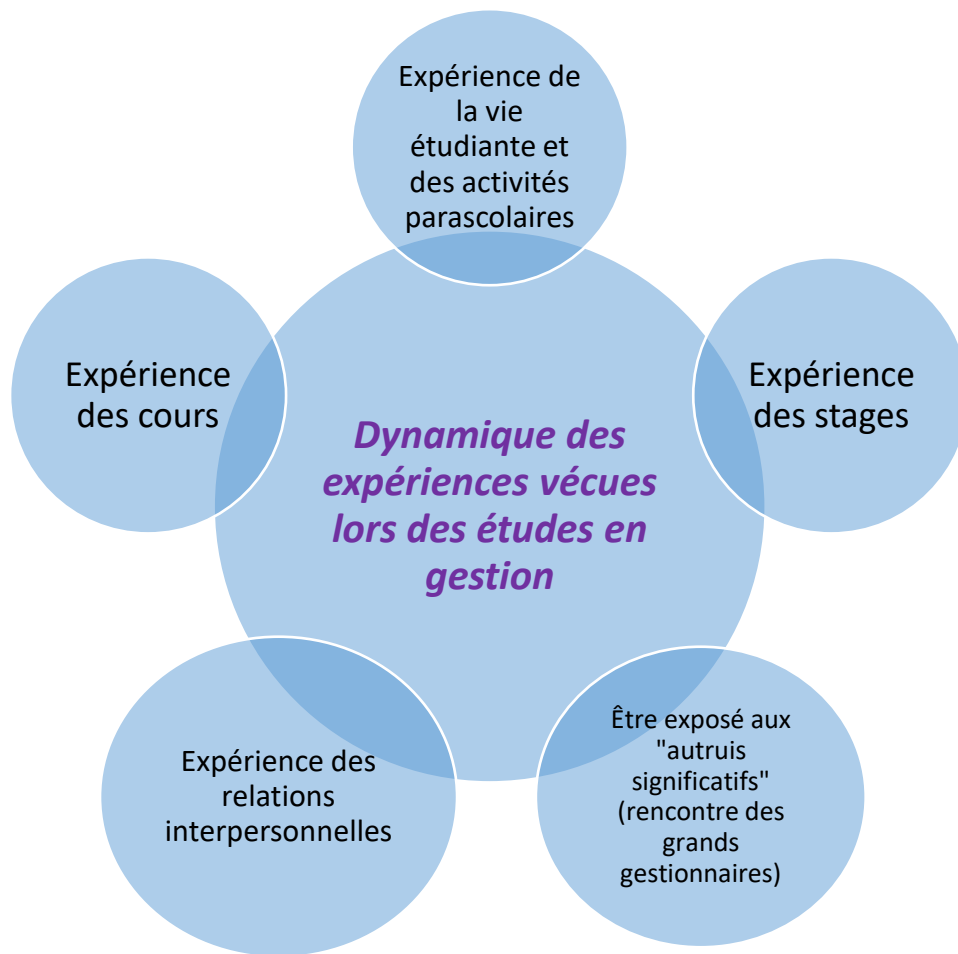 Expérience de
la vie
étudiante et
des activités
parascolaires
Expérience
des cours
Expérience
des stages
Dynamique des
expériences vécues
lors des études en
gestion
Expérience des
relations
interpersonnelles
Être exposé aux
"autruis
significatifs"
(rencontre des
grands
gestionnaires)